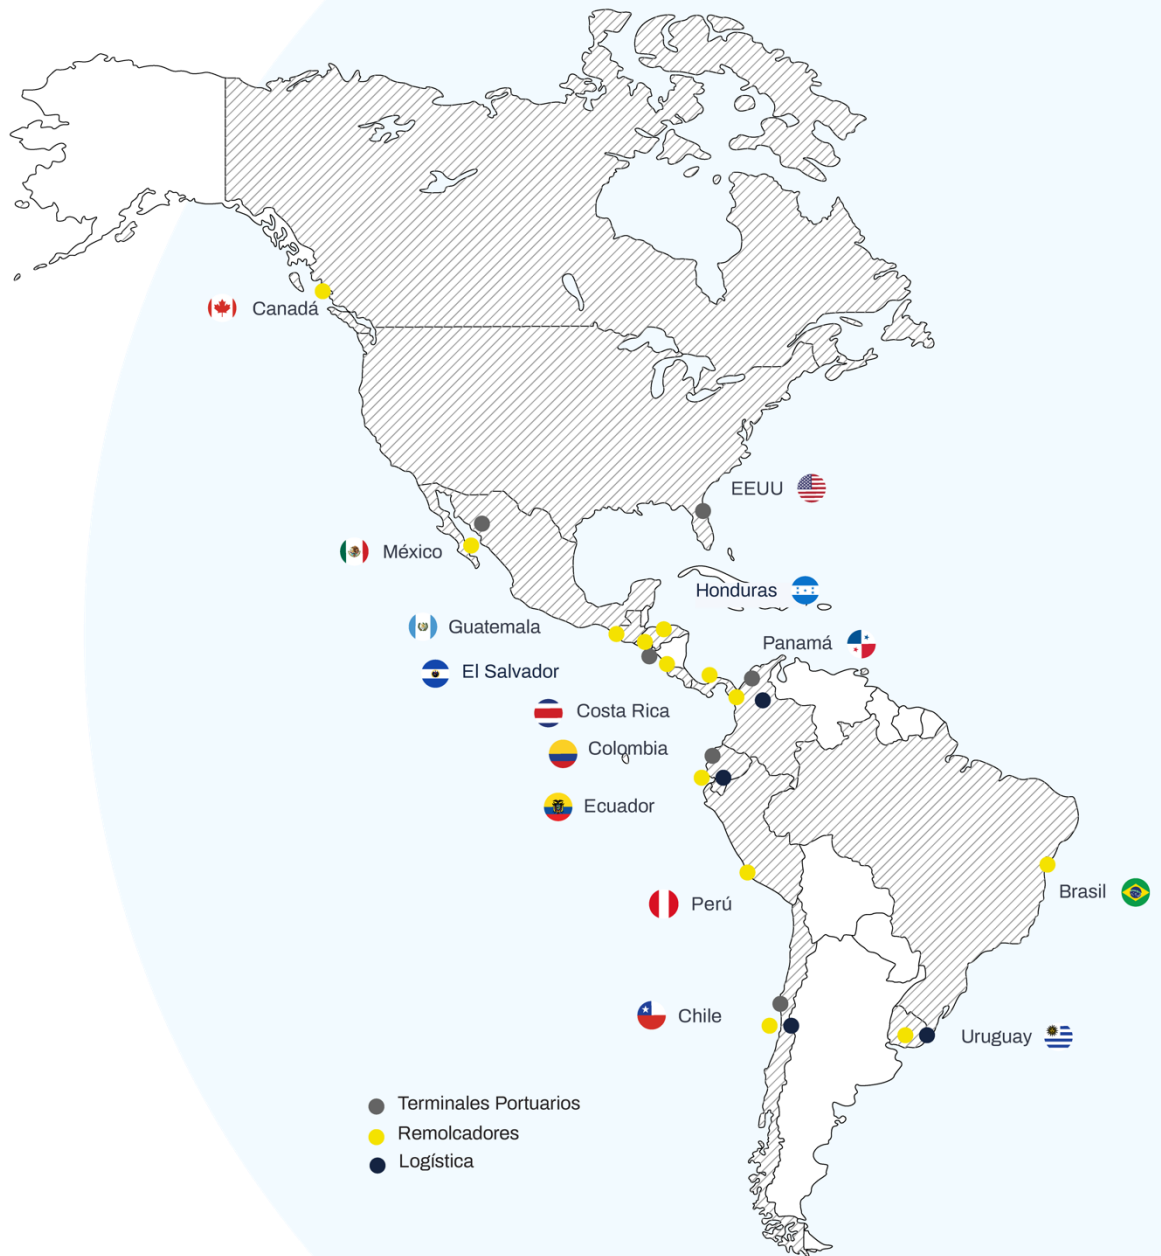 Canadá
EEUU
México
Honduras
Guatemala
Panamá
El Salvador
Costa Rica
Colombia
Ecuador
Brasil
Perú
Chile
Uruguay
Terminales Portuarios
Remolcadores
Logística